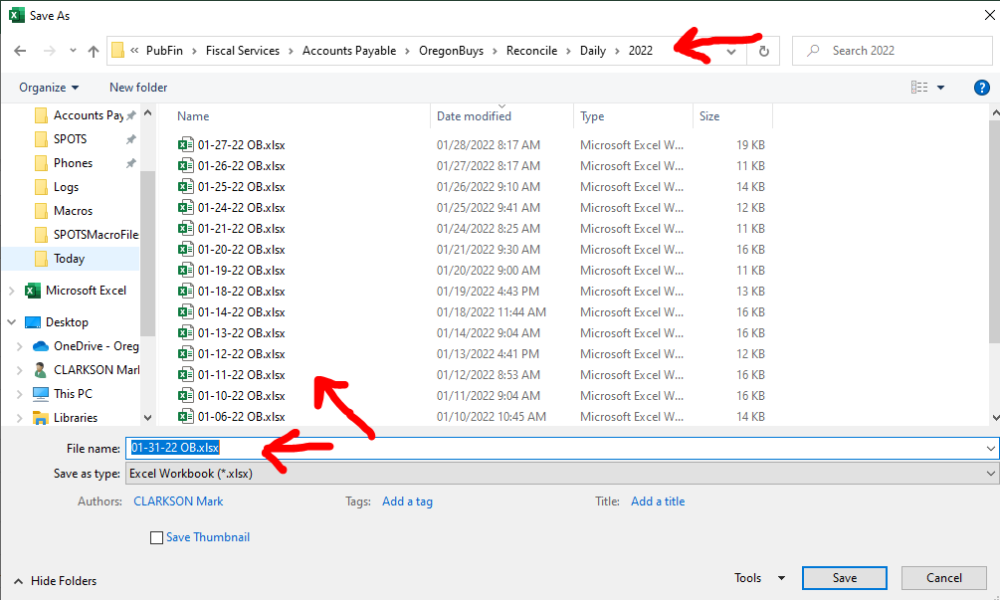 Save As
« PubFin > Fiscal Services > Accounts Payable > OregonBuys > Reconcile > Daily > 2022
Search 2022
Organize
New folder
?
Accounts Pay
SPOTS
Phones
Logs
Macros
SPOTSMacroFile
Today
Microsoft Excel
Desktop
OneDrive - Oreg
CLARKSON Mark
This PC
Libraries
Name Date modified Type Size
01-27-22 OB.xlsx 01/28/2022 8:17 AM Microsoft Excel W... 19 KB
01-26-22 OB.xlsx 01/27/2022 8:17 AM Microsoft Excel W... 11 KB
01-25-22 OB.xlsx 01/26/2022 9:10 AM Microsoft Excel W... 14 KB
01-24-22 OB.xlsx 01/25/2022 9:41 AM Microsoft Excel W... 12 KB
01-21-22 OB.xlsx 01/24/2022 8:25 AM Microsoft Excel W... 11 KB
01-20-22 OB.xlsx 01/21/2022 9:30 AM Microsoft Excel W... 16 KB
01-19-22 OB.xlsx 01/20/2022 9:00 AM Microsoft Excel W... 11 KB
01-18-22 OB.xlsx 01/19/2022 4:43 PM Microsoft Excel W... 13 KB
01-14-22 OB.xlsx 01/18/2022 11:44 AM Microsoft Excel W... 16 KB
01-13-22 OB.xlsx 01/14/2022 9:04 AM Microsoft Excel W... 16 KB
01-12-22 OB.xlsx 01/13/2022 4:41 PM Microsoft Excel W... 12 KB
01-11-22 OB.xlsx 01/12/2022 8:53 AM Microsoft Excel W... 16 KB
01-10-22 OB.xlsx 01/11/2022 9:04 AM Microsoft Excel W... 16 KB
01-06-22 OB.xlsx 01/10/2022 10:45 AM Microsoft Excel W... 14 KB
File name: 01-31-22 OB.xlsx
Save as type: Excel Workbook (*.xlsx)
Authors: CLARKSON Mark
Tags: Add a tag
Title: Add a title
Save Thumbnail
Hide Folders
Tools
Save
Cancel